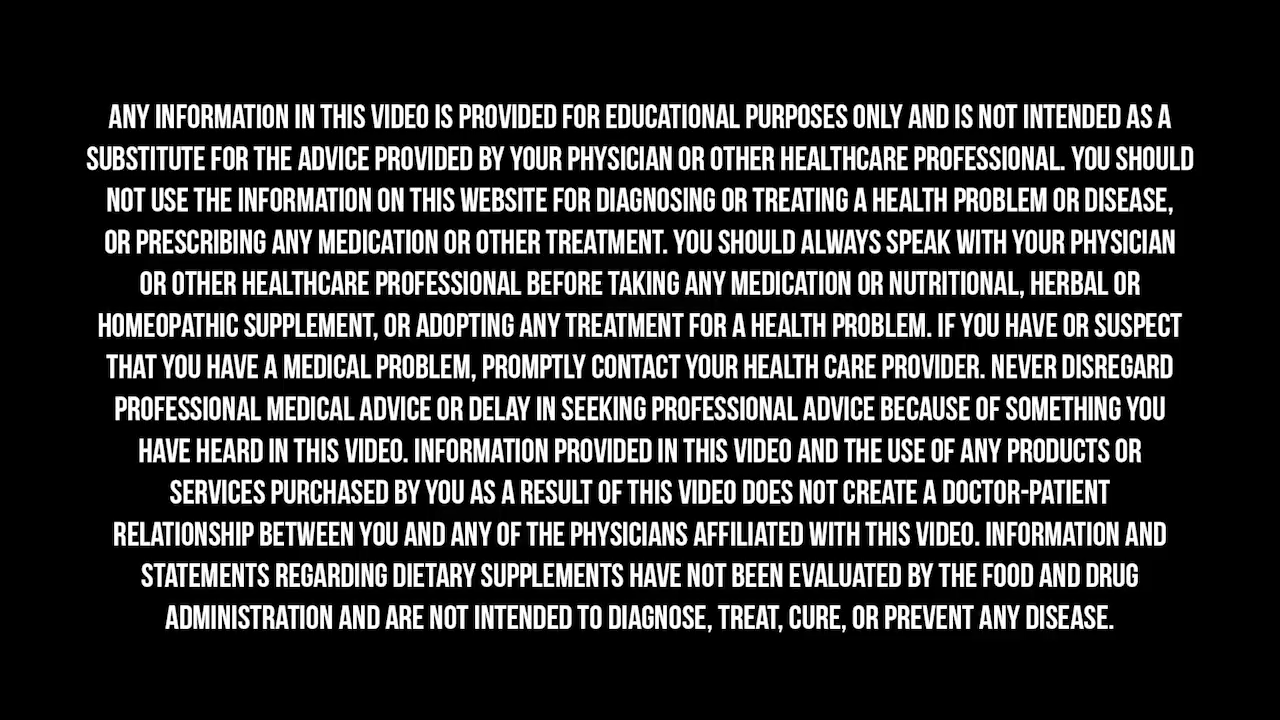 ANY INFORMATION IN THIS VIDEO IS PROVIDED FOR EDUCATIONAL PURPOSES ONLY AND IS NOT INTENDED AS A
SUBSTITUTE FOR THE ADVICE PROVIDED BY YOUR PHYSICIAN OR OTHER HEALTHCARE PROFESSIONAL. YOU SHOULD
NOT USE THE INFORMATION ON THIS WEBSITE FOR DIAGNOSING OR TREATING A HEALTH PROBLEM OR DISEASE,
OR PRESCRIBING ANY MEDICATION OR OTHER TREATMENT. YOU SHOULD ALWAYS SPEAK WITH YOUR PHYSICIAN
OR OTHER HEALTHCARE PROFESSIONAL BEFORE TAKING ANY MEDICATION OR NUTRITIONAL, HERBAL OR
HOMEOPATHIC SUPPLEMENT, OR ADOPTING ANY TREATMENT FOR A HEALTH PROBLEM. IF YOU HAVE OR SUSPECT
THAT YOU HAVE A MEDICAL PROBLEM, PROMPTLY CONTACT YOUR HEALTH CARE PROVIDER. NEVER DISREGARD
PROFESSIONAL MEDICAL ADVICE OR DELAY IN SEEKING PROFESSIONAL ADVICE BECAUSE OF SOMETHING YOU
HAVE HEARD IN THIS VIDEO. INFORMATION PROVIDED IN THIS VIDEO AND THE USE OF ANY PRODUCTS OR
SERVICES PURCHASED BY YOU AS A RESULT OF THIS VIDEO DOES NOT CREATE A DOCTOR-PATIENT
RELATIONSHIP BETWEEN YOU AND ANY OF THE PHYSICIANS AFFILIATED WITH THIS VIDEO. INFORMATION AND
STATEMENTS REGARDING DIETARY SUPPLEMENTS HAVE NOT BEEN EVALUATED BY THE FOOD AND DRUG
ADMINISTRATION AND ARE NOT INTENDED TO DIAGNOSE, TREAT, CURE, OR PREVENT ANY DISEASE.